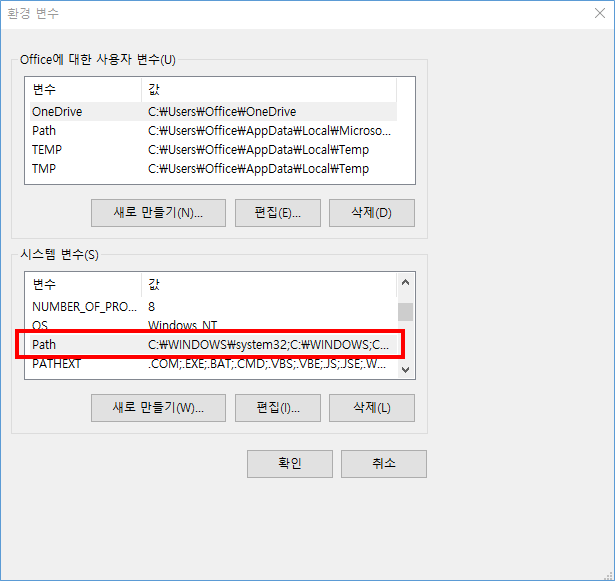 환경 변수
Office에 대한 사용자 변수(U)
변수 값
OneDrive C:₩Users₩Office₩OneDrive
Path C:₩Users₩Office₩AppData₩Local₩Microso...
TEMP C:₩Users₩Office₩AppData₩Local₩Temp
TMP C:₩Users₩Office₩AppData₩Local₩Temp
새로 만들기(N)... 편집(E)... 삭제(D)
시스템 변수(S)
변수 값
NUMBER_OF_PRO... 8
OS Windows_NT
Path C:₩WINDOWS₩system32;C:₩WINDOWS;C...
PATHEXT .COM;.EXE;.BAT;.CMD;.VBS;.VBE;.JS;.JSE;.W...
새로 만들기(W)... 편집(I)... 삭제(L)
확인 취소